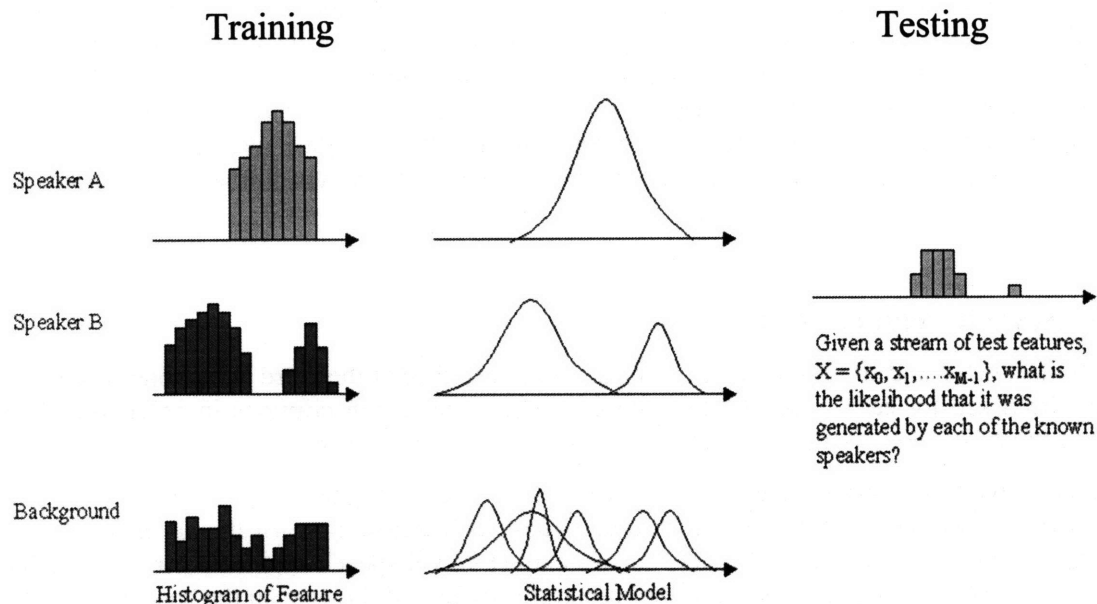 Training
Testing
Speaker A
Speaker B
Given a stream of test features,
X = {x₀, x₁,....x_M-1}, what is
the likelihood that it was
generated by each of the known
speakers?
Background
Histogram of Feature
Statistical Model